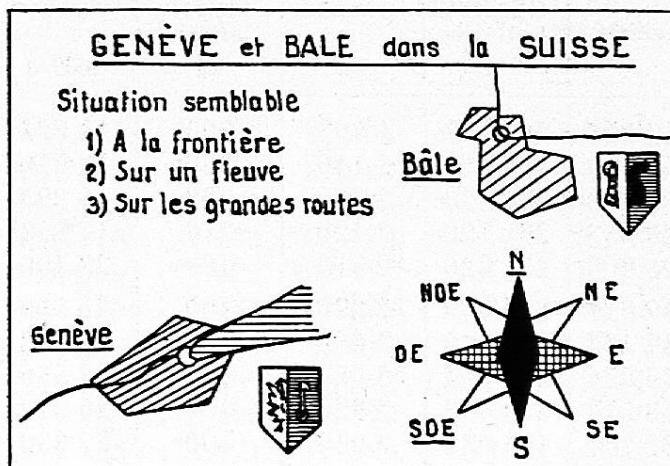 GENÈVE et BALE dans la SUISSE
Situation semblable
1) A la frontière
2) Sur un fleuve
3) Sur les grandes routes
Bâle
Genève
N
NOE
NE
OE
E
SOE
SE
S